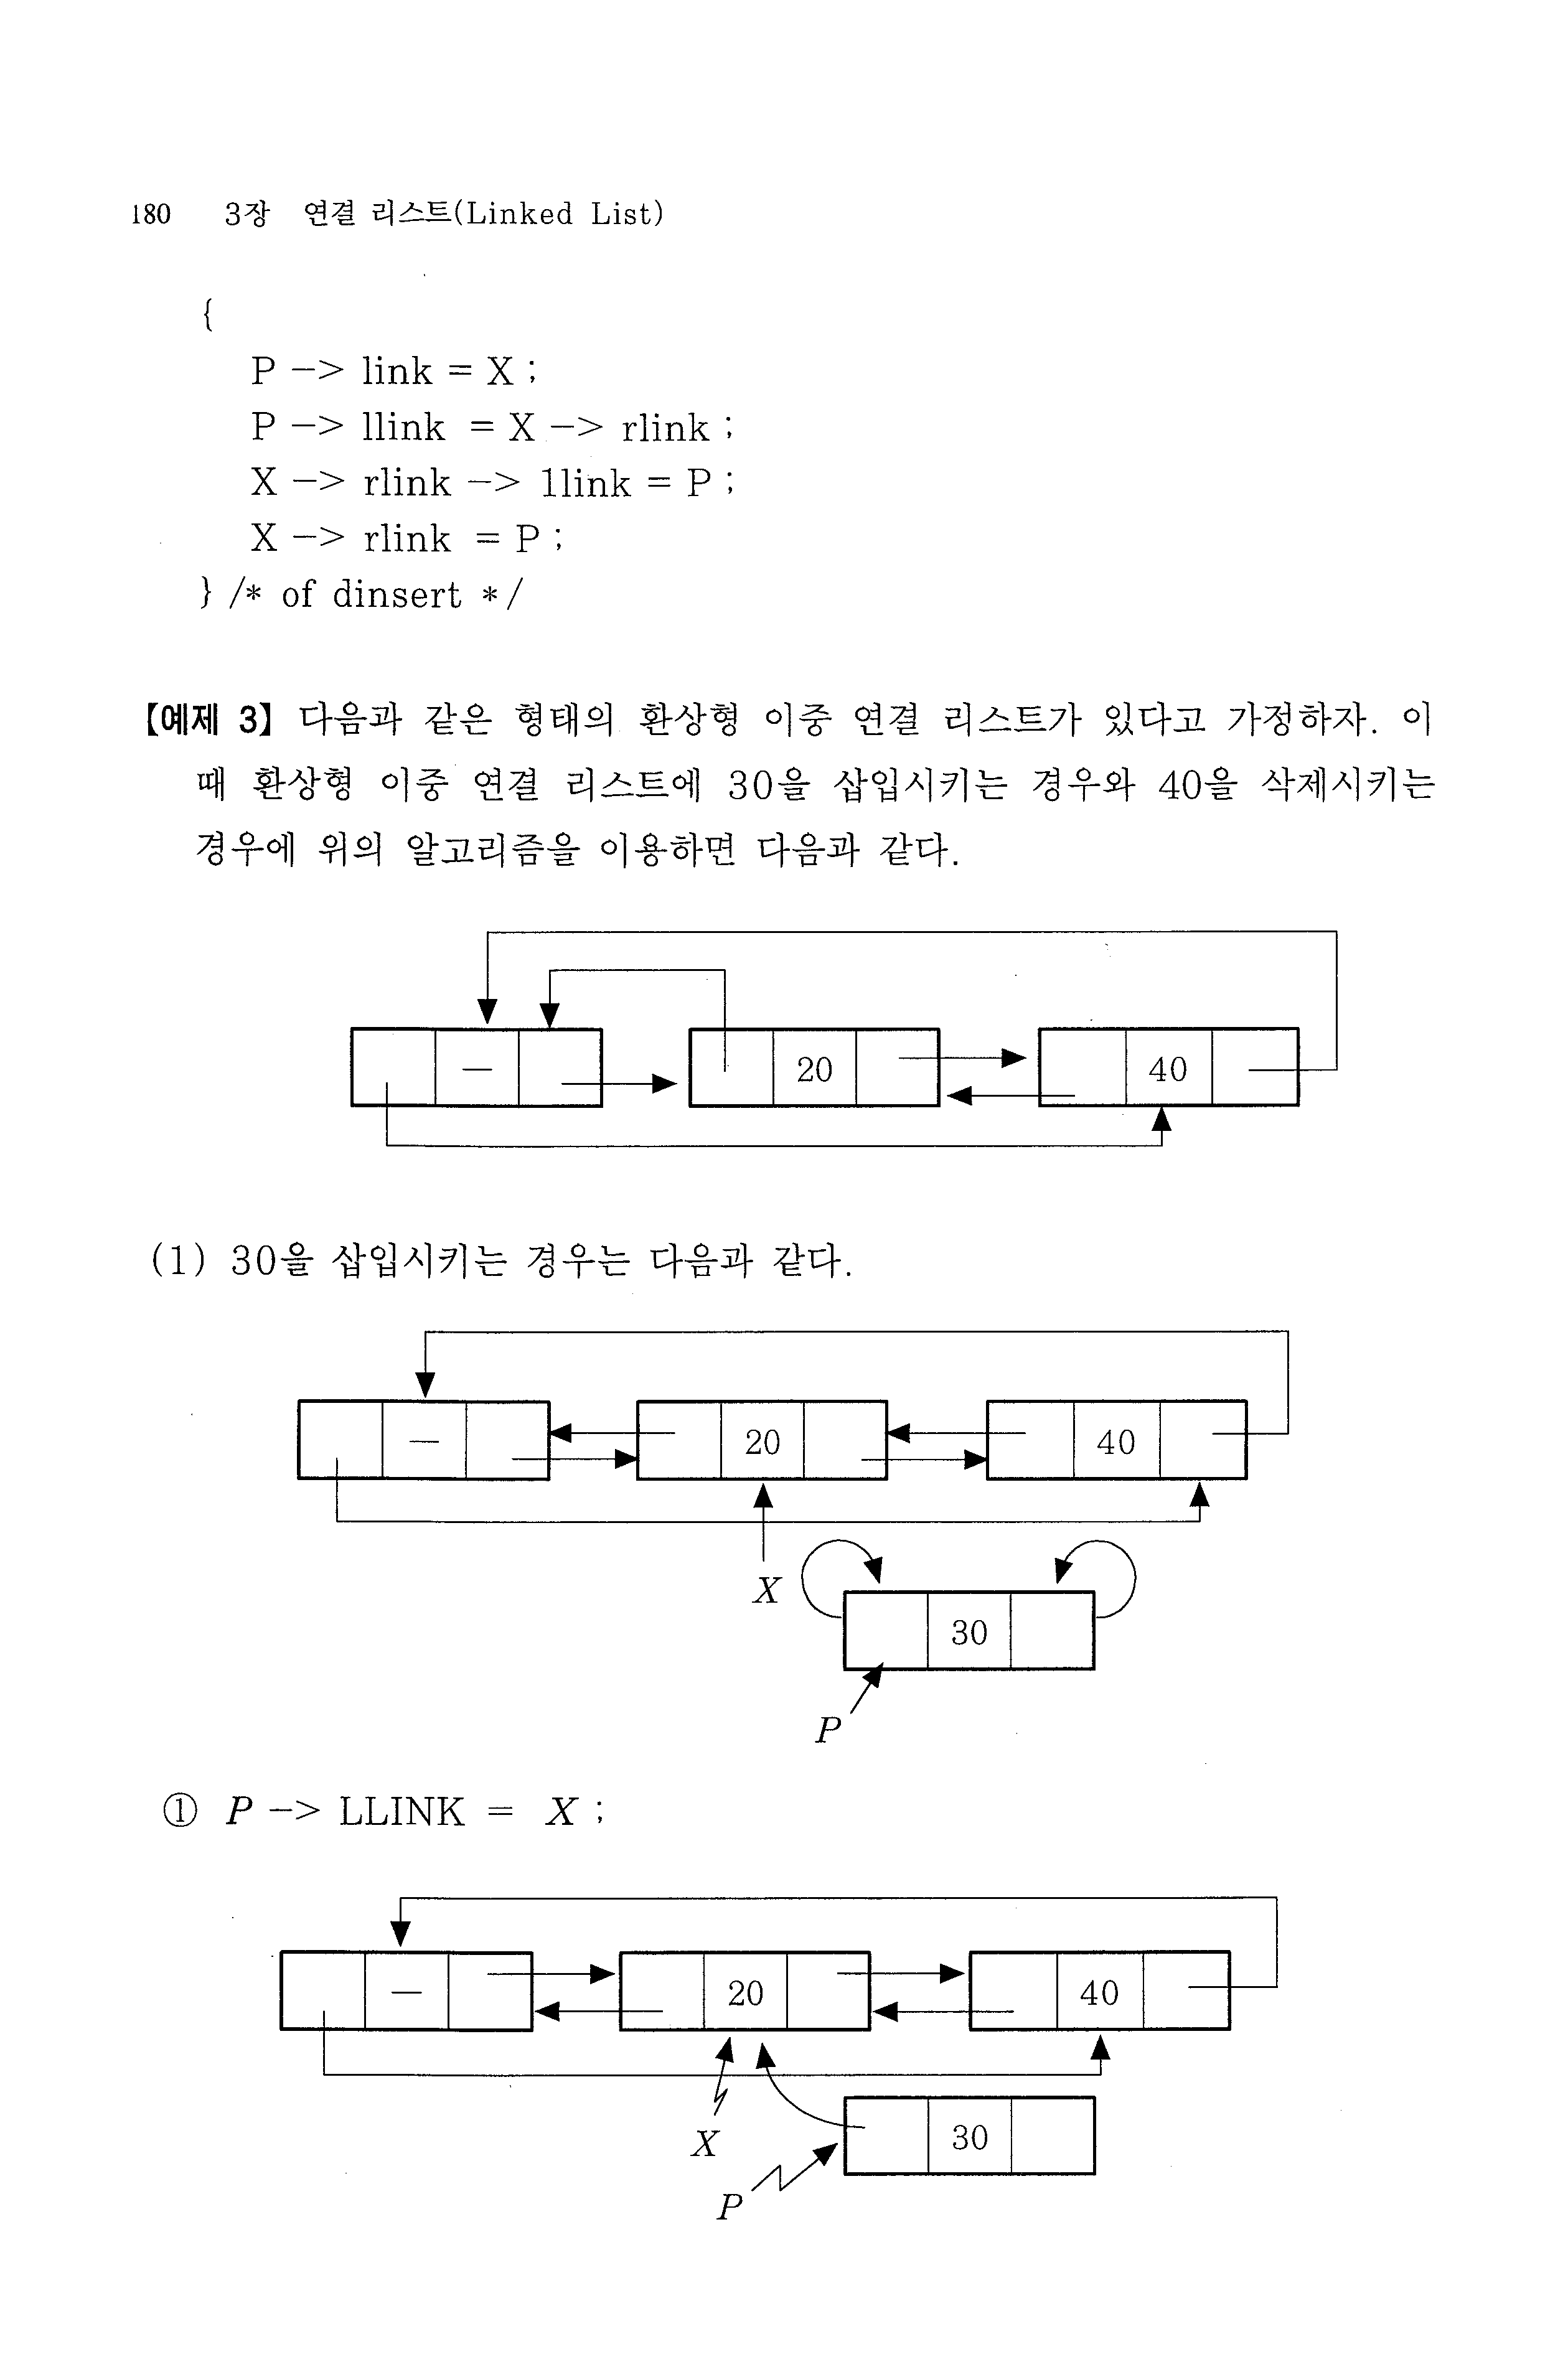 180 3장 연결 리스트(Linked List)
{
P -> link = X ;
P -> llink = X -> rlink ;
X -> rlink -> llink = P ;
X -> rlink = P ;
} /* of dinsert */
【예제 3】 다음과 같은 형태의 환상형 이중 연결 리스트가 있다고 가정하자. 이
때 환상형 이중 연결 리스트에 30을 삽입시키는 경우와 40을 삭제시키는
경우에 위의 알고리즘을 이용하면 다음과 같다.
— 20 40
(1) 30을 삽입시키는 경우는 다음과 같다.
— 20 40
X
30
P
① P -> LLINK = X ;
— 20 40
X
30
P